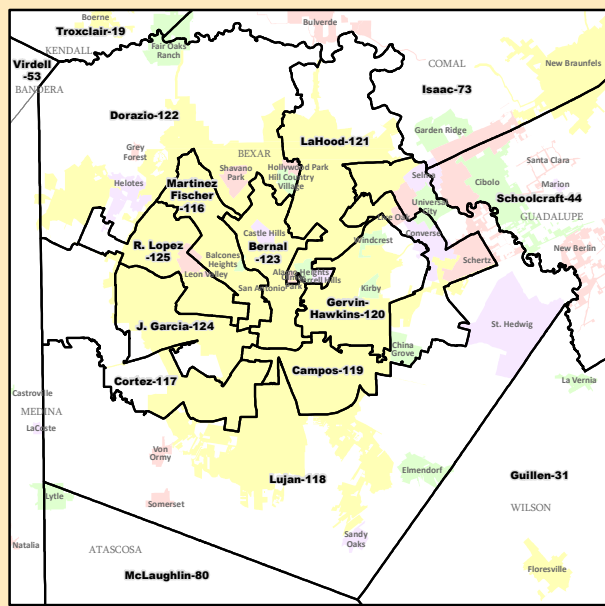 Boerne
Troxclair-19
Bulverde
KENDALL
Fair Oaks
Ranch
COMAL
New Braunfels
Virdell
-53
BANDERA
Isaac-73
Dorazio-122
Garden Ridge
LaHood-121
Grey
Forest
BEXAR
Hollywood Park
Hill Country
Village
Shavano
Park
Santa Clara
Selma
Cibolo
Marion
Helotes
Martinez
Fischer
-116
Schoolcraft-44
Universal
City
GUADALUPE
Live Oak
Converse
Castle Hills
Windcrest
R. Lopez
-125
Bernal
-123
New Berlin
Balcones
Heights
Schertz
Leon Valley
Alamo Heights
Terrell Hills
San Antonio
Park
Kirby
Gervin-
Hawkins-120
St. Hedwig
J. Garcia-124
China
Grove
Campos-119
Cortez-117
La Vernia
Castroville
MEDINA
LaCoste
Von
Ormy
Elmendorf
Lujan-118
Guillen-31
Lytle
Somerset
WILSON
Sandy
Oaks
Natalia
ATASCOSA
Floresville
McLaughlin-80